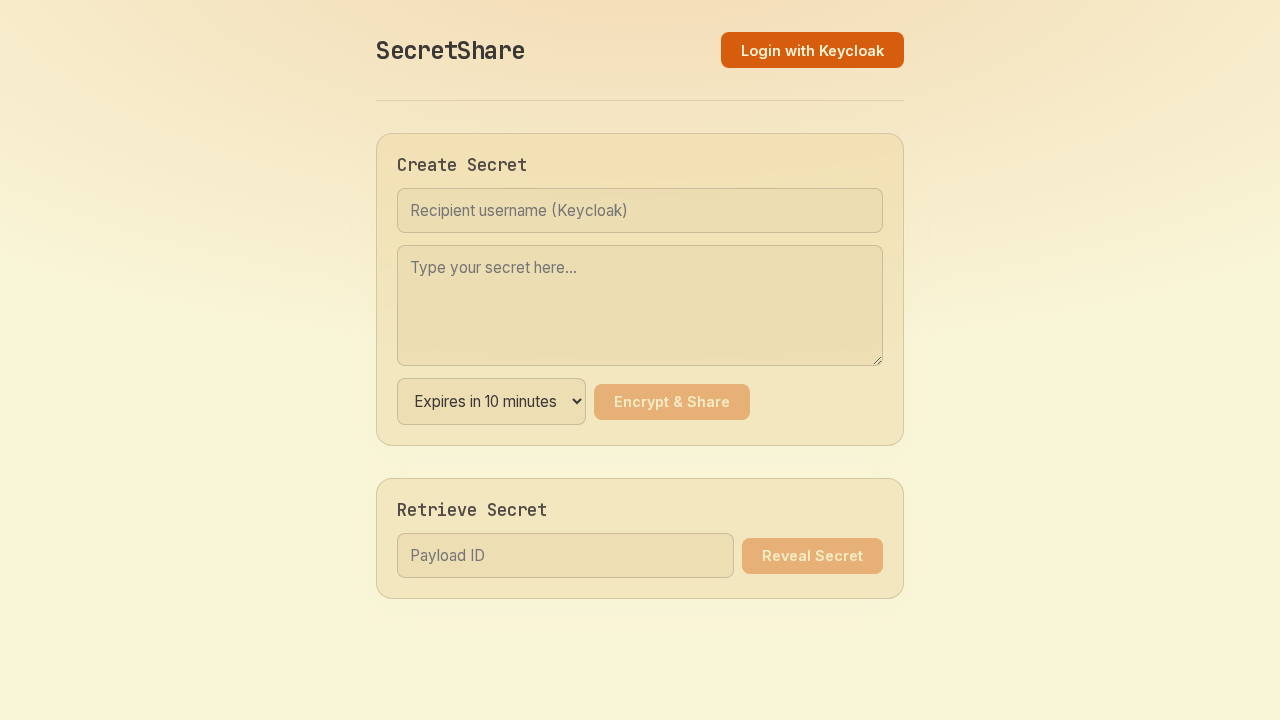 SecretShare
Login with Keycloak
Create Secret
Recipient username (Keycloak)
Type your secret here...
Expires in 10 minutes
Encrypt & Share
Retrieve Secret
Payload ID
Reveal Secret